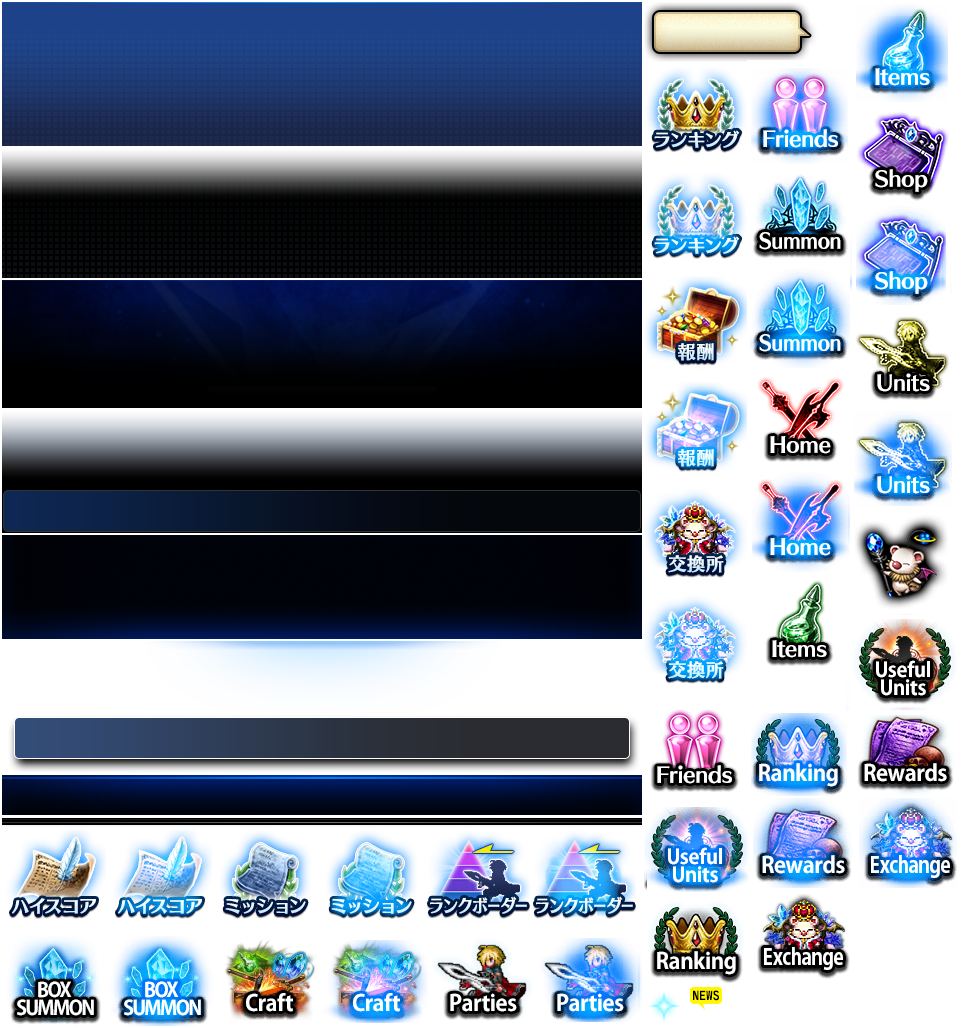 Items
ランキング
Friends
Shop
ランキング
Summon
Shop
報酬
Summon
Units
報酬
Home
Units
交換所
Home
交換所
Items
Useful
Units
Friends
Ranking
Rewards
Useful
Units
Rewards
Exchange
ハイスコア
ハイスコア
ミッション
ミッション
ランクボーダー
ランクボーダー
Ranking
Exchange
BOX
SUMMON
BOX
SUMMON
Craft
Craft
Parties
Parties
NEWS